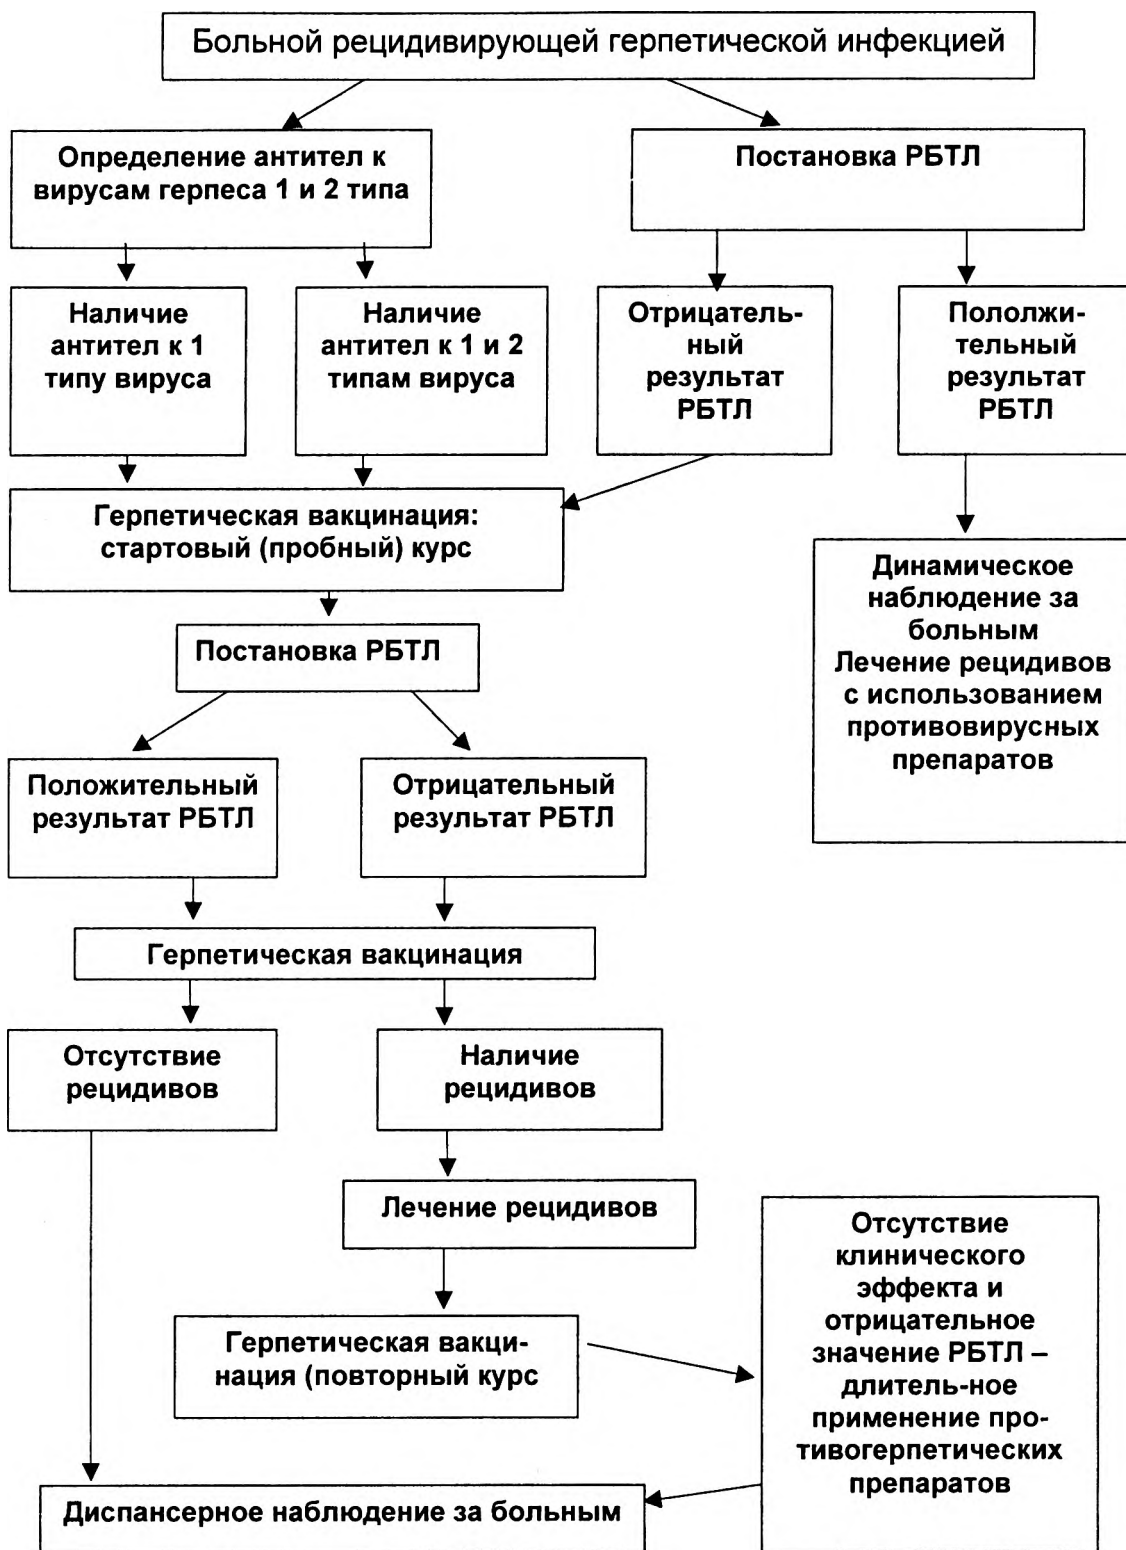 Больной рецидивирующей герпетической инфекцией
Определение антител к
вирусам герпеса 1 и 2 типа
Постановка РБТЛ
Наличие
антител к 1
типу вируса
Наличие
антител к 1 и 2
типам вируса
Отрицатель-
ный
результат
РБТЛ
Пололжи-
тельный
результат
РБТЛ
Герпетическая вакцинация:
стартовый (пробный) курс
Динамическое
наблюдение за
больным
Лечение рецидивов
с использованием
противовирусных
препаратов
Постановка РБТЛ
Положительный
результат РБТЛ
Отрицательный
результат РБТЛ
Герпетическая вакцинация
Отсутствие
рецидивов
Наличие
рецидивов
Лечение рецидивов
Герпетическая вакци-
нация (повторный курс
Отсутствие
клинического
эффекта и
отрицательное
значение РБТЛ –
длитель-ное
применение про-
тивогерпетических
препаратов
Диспансерное наблюдение за больным